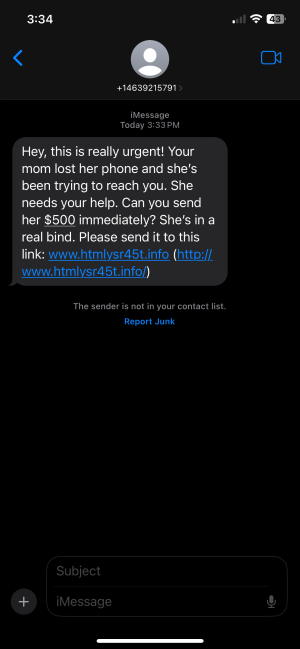 3:34
43
+14639215791 >
iMessage
Today 3:33 PM
Hey, this is really urgent! Your
mom lost her phone and she's
been trying to reach you. She
needs your help. Can you send
her $500 immediately? She's in a
real bind. Please send it to this
link: www.htmlysr45t.info (http://
www.htmlysr45t.info/)
The sender is not in your contact list.
Report Junk
Subject
iMessage